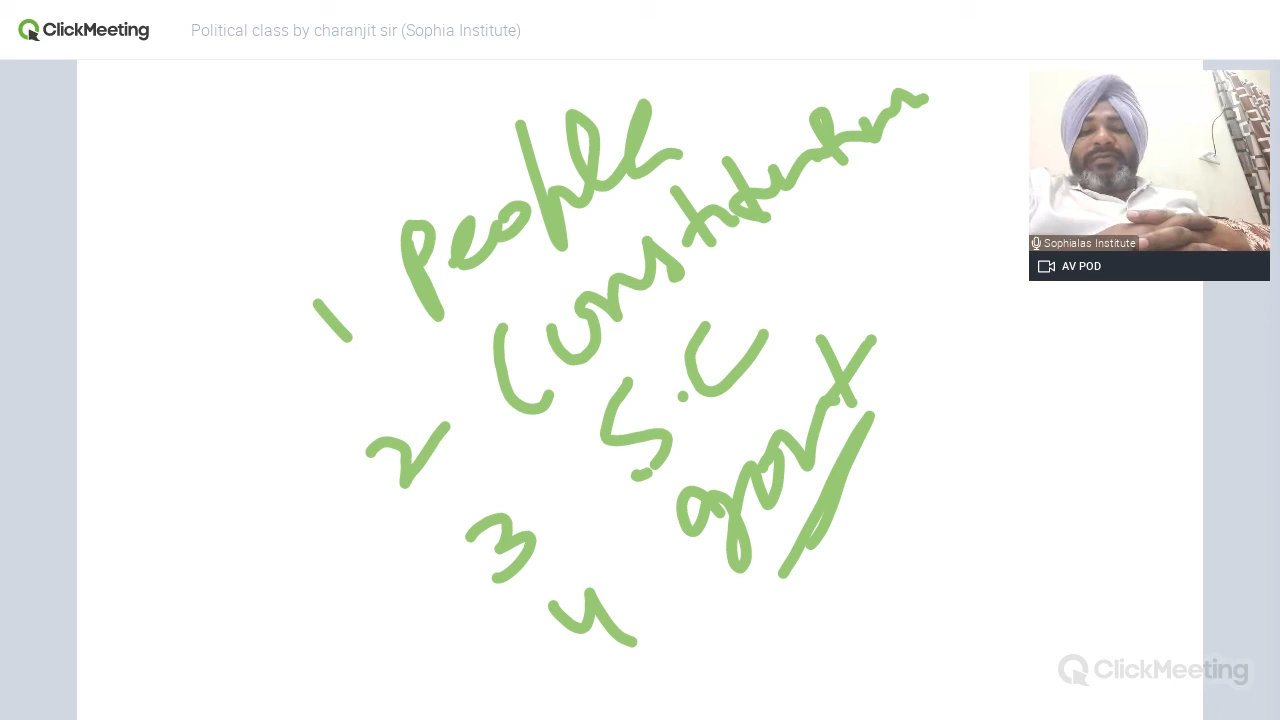 ClickMeeting Political class by charanjit sir (Sophia Institute)
1 people
2 Constitution
3 S.C
4 govt
Sophialas Institute
AV POD
ClickMeeting